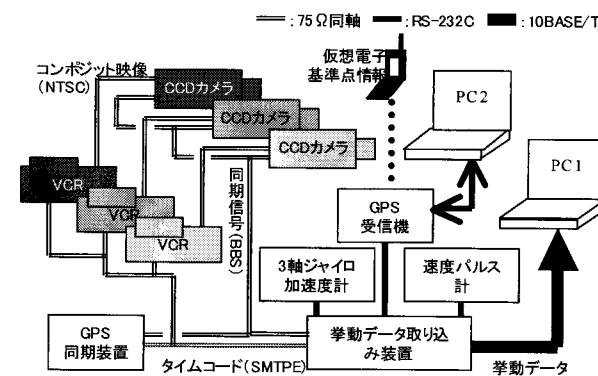 :75Ω同軸 :RS-232C :10BASE/T
コンポジット映像
(NTSC)
仮想電子
基準点情報
CCDカメラ
CCDカメラ
CCDカメラ
PC2
PC1
VCR
VCR
VCR
同期信号(BBS)
GPS
受信機
3軸ジャイロ
加速度計
速度パルス
計
GPS
同期装置
挙動データ取り込
み装置
タイムコード(SMTPE)
挙動データ